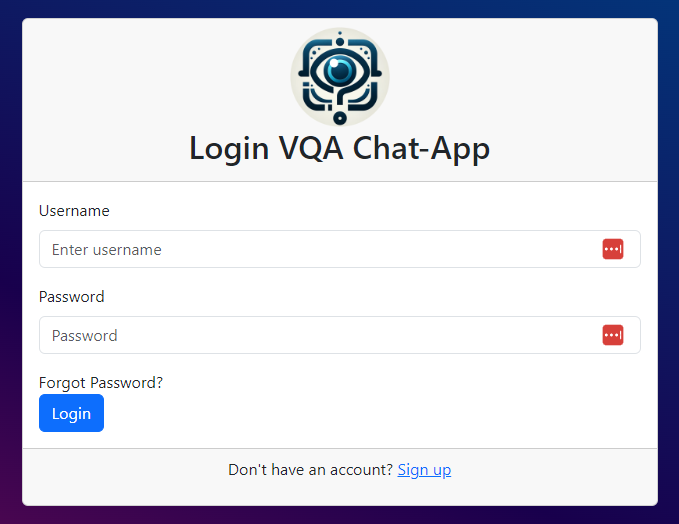 Login VQA Chat-App
Username
Enter username
Password
Password
Forgot Password?
Login
Don't have an account? Sign up